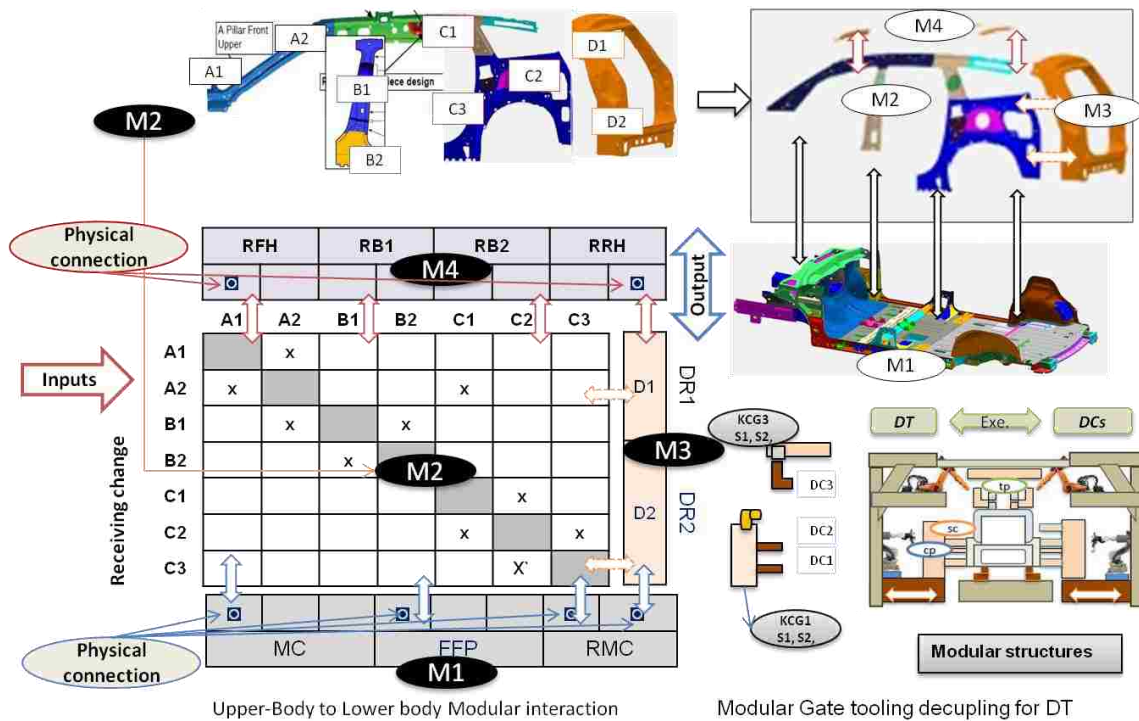 A Pillar Front
Upper
A1
A2
B1
B2
C1
C2
C3
D1
D2
piece design
M4
M2
M3
M1
M2
Physical
connection
RFH RB1 RB2 RRH
M4
Output
A1 A2 B1 B2 C1 C2 C3
Inputs
Receiving change
A1 x
A2 x x
B1 x x
B2 x
C1 x
C2 x x
C3 X
M2
D1
D2
DR1
DR2
M3
KCG3
S1, S2,
DC3
DC2
DC1
KCG1
S1, S2,
DT Exe. DCs
tp
sc
cp
Modular structures
Physical
connection
MC FFP RMC
M1
Upper-Body to Lower body Modular interaction
Modular Gate tooling decupling for DT